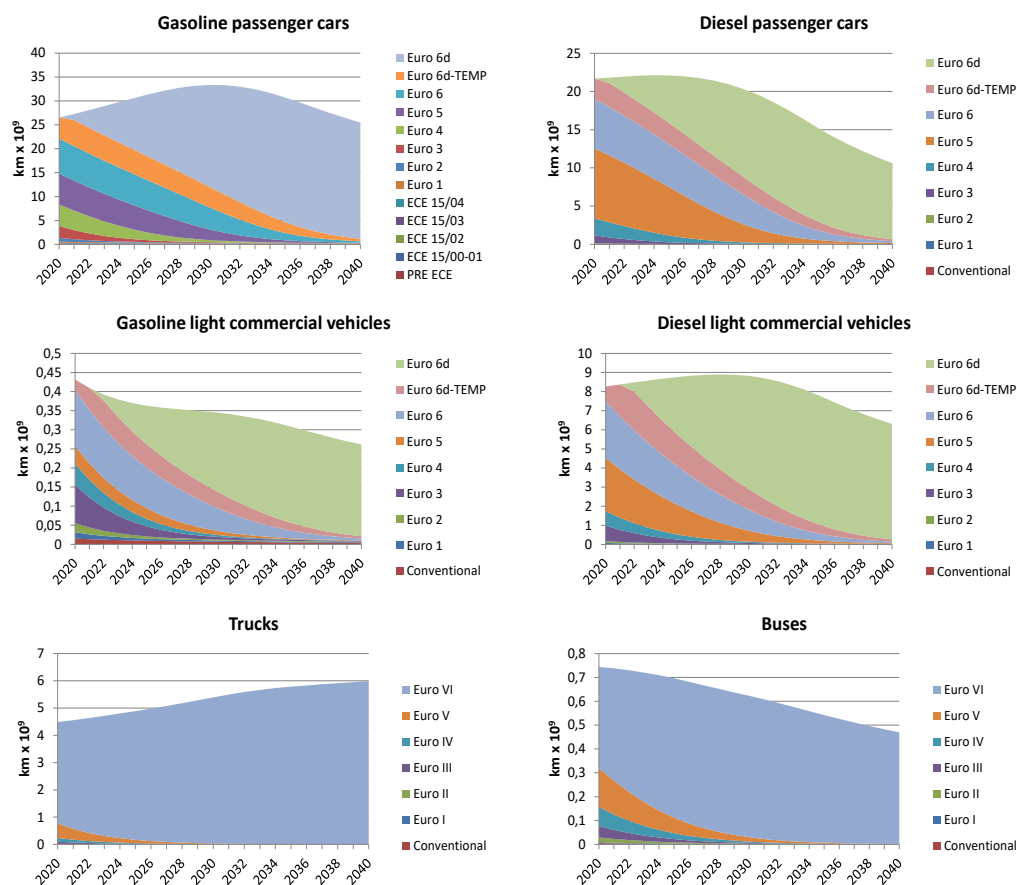 Gasoline passenger cars
km x 10⁹
40
35
30
25
20
15
10
5
0
2020
2022
2024
2026
2028
2030
2032
2034
2036
2038
2040
Euro 6d
Euro 6d-TEMP
Euro 6
Euro 5
Euro 4
Euro 3
Euro 2
Euro 1
ECE 15/04
ECE 15/03
ECE 15/02
ECE 15/00-01
PRE ECE
Diesel passenger cars
km x 10⁹
25
20
15
10
5
0
2020
2022
2024
2026
2028
2030
2032
2034
2036
2038
2040
Euro 6d
Euro 6d-TEMP
Euro 6
Euro 5
Euro 4
Euro 3
Euro 2
Euro 1
Conventional
Gasoline light commercial vehicles
km x 10⁹
0,5
0,45
0,4
0,35
0,3
0,25
0,2
0,15
0,1
0,05
0
2020
2022
2024
2026
2028
2030
2032
2034
2036
2038
2040
Euro 6d
Euro 6d-TEMP
Euro 6
Euro 5
Euro 4
Euro 3
Euro 2
Euro 1
Conventional
Diesel light commercial vehicles
km x 10⁹
10
9
8
7
6
5
4
3
2
1
0
2020
2022
2024
2026
2028
2030
2032
2034
2036
2038
2040
Euro 6d
Euro 6d-TEMP
Euro 6
Euro 5
Euro 4
Euro 3
Euro 2
Euro 1
Conventional
Trucks
km x 10⁹
7
6
5
4
3
2
1
0
2020
2022
2024
2026
2028
2030
2032
2034
2036
2038
2040
Euro VI
Euro V
Euro IV
Euro III
Euro II
Euro I
Conventional
Buses
km x 10⁹
0,8
0,7
0,6
0,5
0,4
0,3
0,2
0,1
0
2020
2022
2024
2026
2028
2030
2032
2034
2036
2038
2040
Euro VI
Euro V
Euro IV
Euro III
Euro II
Euro I
Conventional